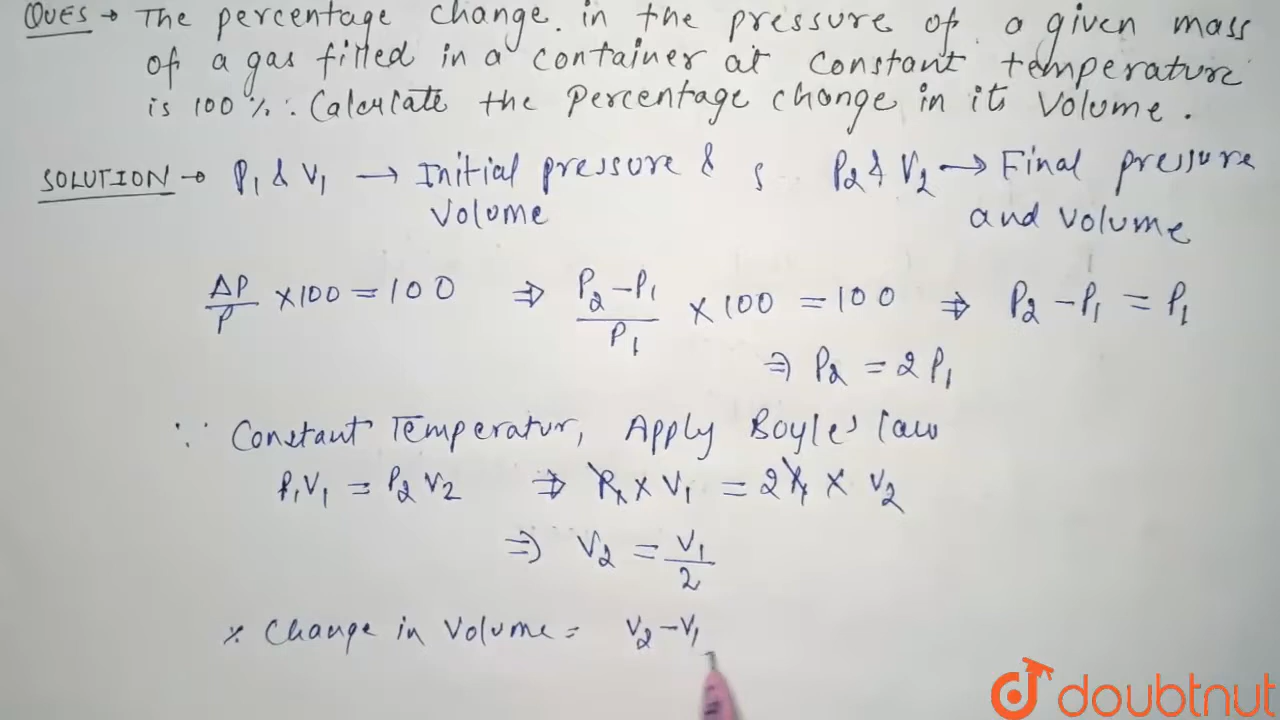 QUES → The percentage change in the pressure of a given mass
of a gas filled in a container at constant temperature
is 100%. Calculate the percentage change in its volume.
SOLUTION → P₁ & V₁ → Initial pressure & volume
P₂ & V₂ → Final pressure and volume
ΔP/P × 100 = 100 ⇒ (P₂ - P₁)/P₁ × 100 = 100 ⇒ P₂ - P₁ = P₁
⇒ P₂ = 2P₁
∵ Constant Temperatur, Apply Boyle's law
P₁V₁ = P₂V₂ ⇒ P₁ × V₁ = 2P₁ × V₂
⇒ V₂ = V₁/2
% Change in Volume = V₂ - V₁
doubtnut